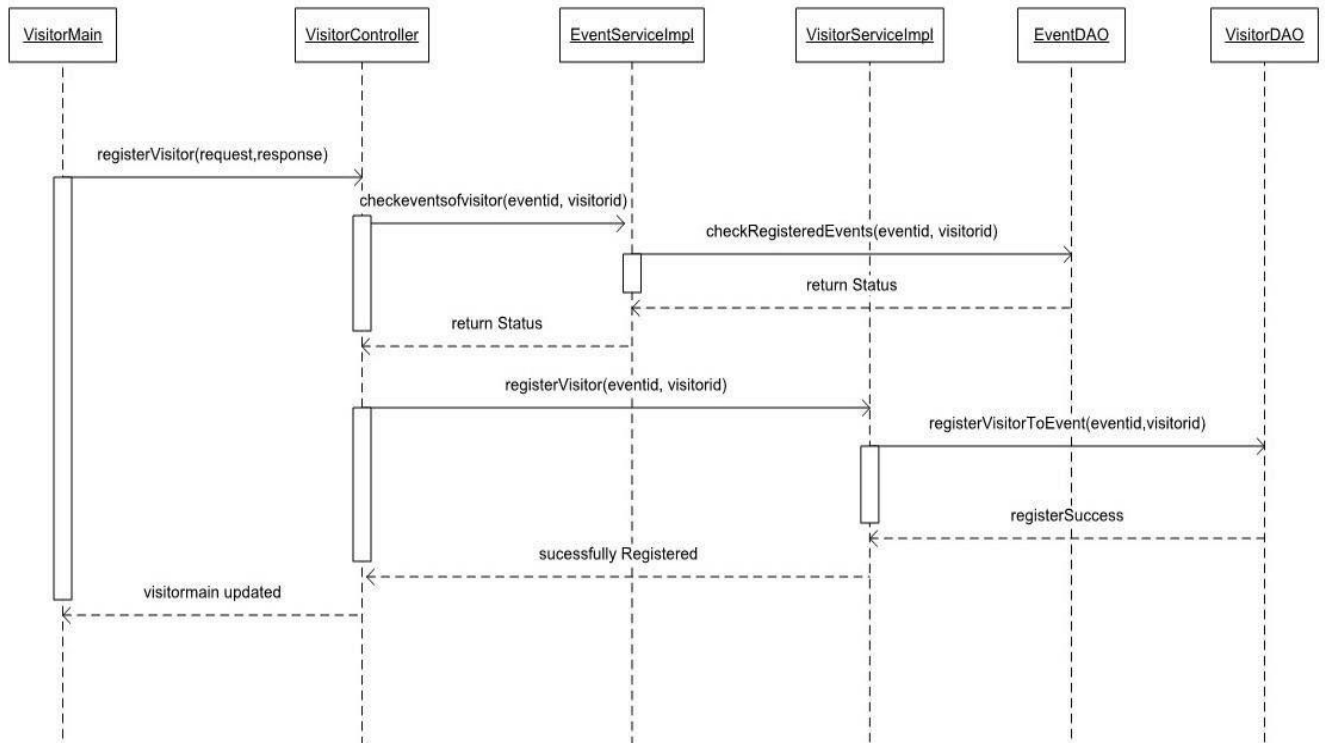 VisitorMain
VisitorController
EventServiceImpl
VisitorServiceImpl
EventDAO
VisitorDAO
registerVisitor(request,response)
checkeventsofvisitor(eventid, visitorid)
checkRegisteredEvents(eventid, visitorid)
return Status
return Status
registerVisitor(eventid, visitorid)
registerVisitorToEvent(eventid,visitorid)
registerSuccess
sucessfully Registered
visitormain updated